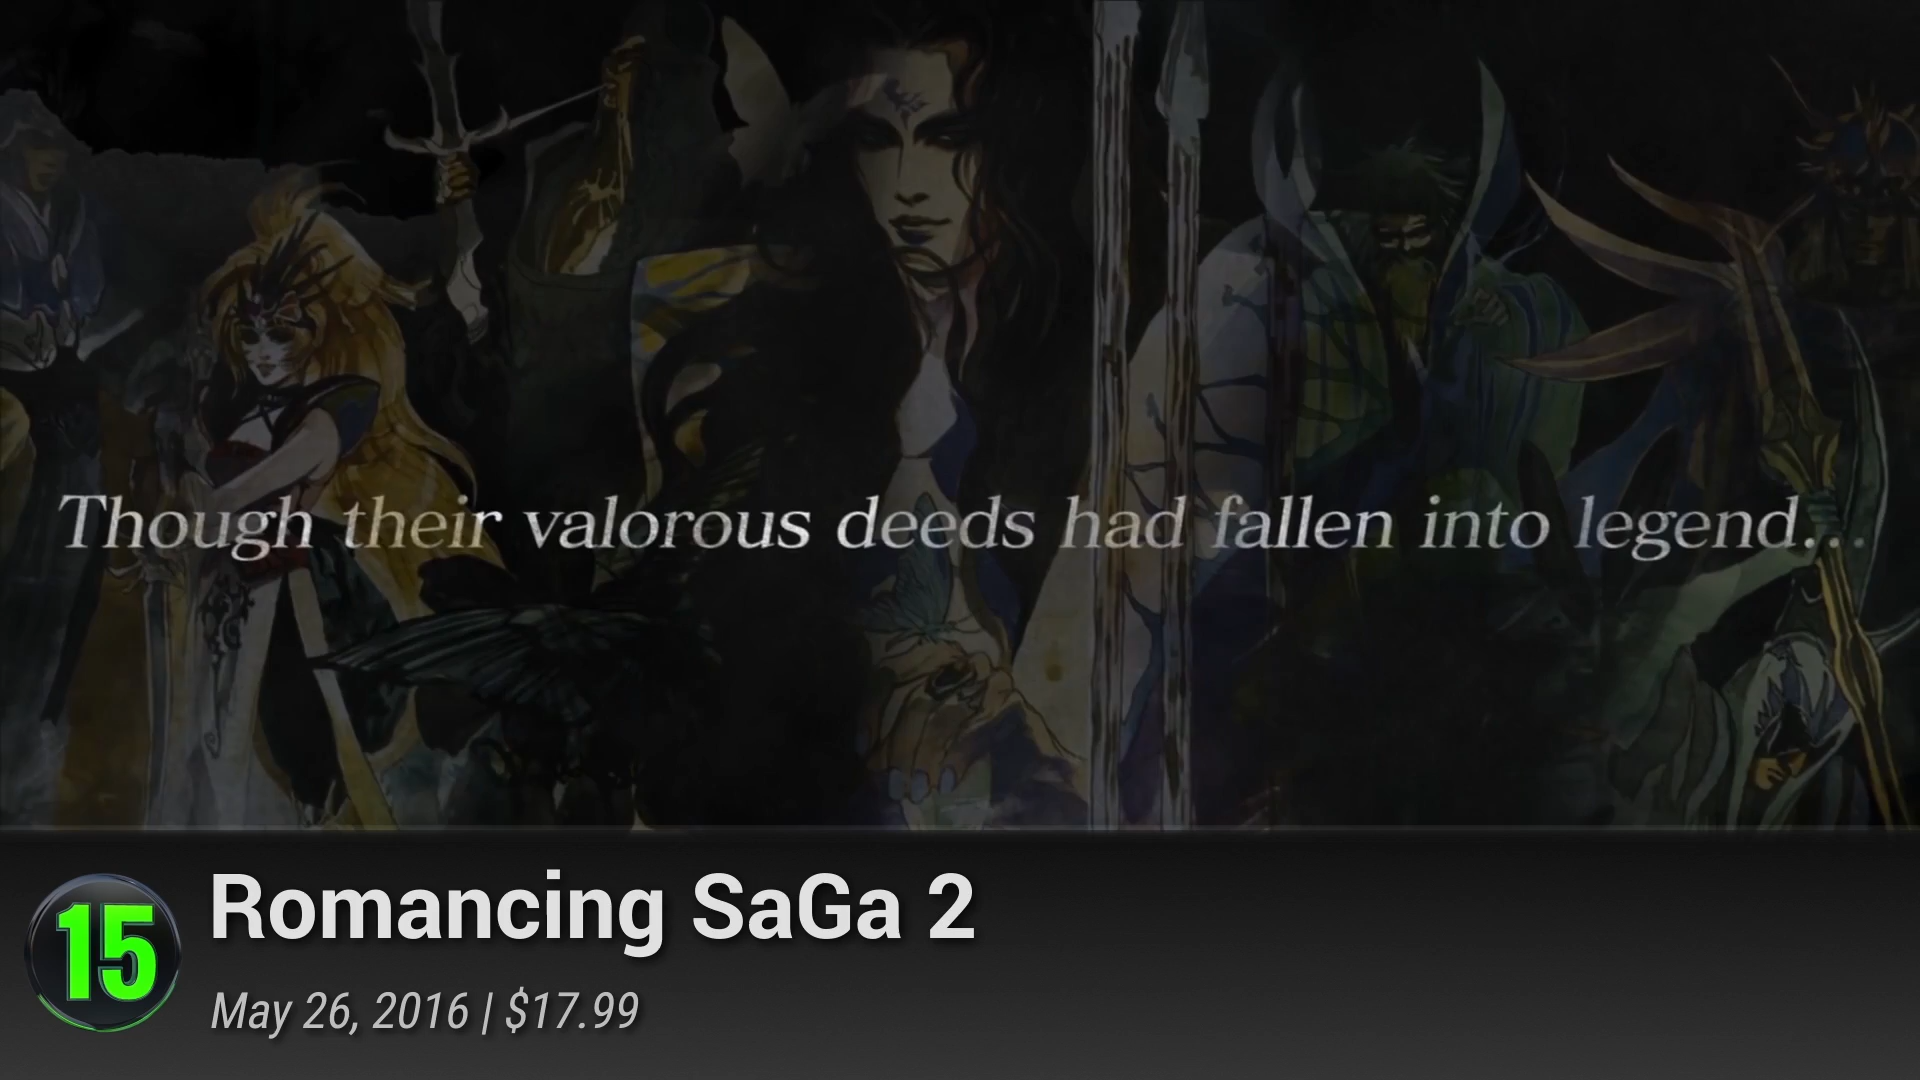 Though their valorous deeds had fallen into legend...
15
Romancing SaGa 2
May 26, 2016 | $17.99